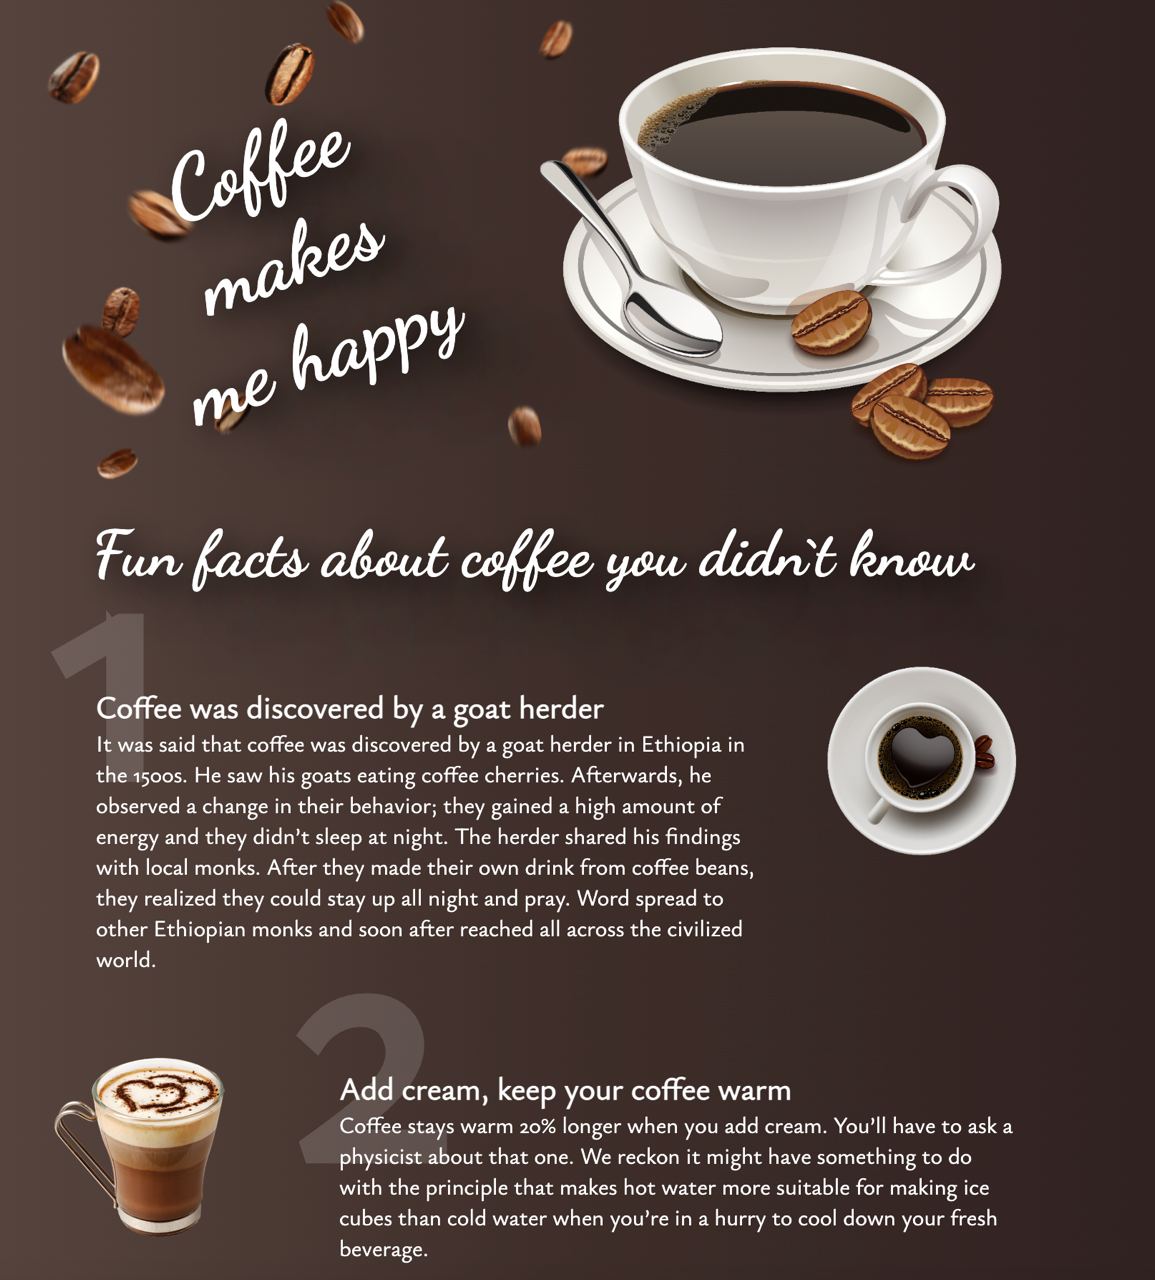 Coffee
makes
me happy
Fun facts about coffee you didn`t know
1
Coffee was discovered by a goat herder
It was said that coffee was discovered by a goat herder in Ethiopia in
the 1500s. He saw his goats eating coffee cherries. Afterwards, he
observed a change in their behavior; they gained a high amount of
energy and they didn’t sleep at night. The herder shared his findings
with local monks. After they made their own drink from coffee beans,
they realized they could stay up all night and pray. Word spread to
other Ethiopian monks and soon after reached all across the civilized
world.
2
Add cream, keep your coffee warm
Coffee stays warm 20% longer when you add cream. You’ll have to ask a
physicist about that one. We reckon it might have something to do
with the principle that makes hot water more suitable for making ice
cubes than cold water when you’re in a hurry to cool down your fresh
beverage.